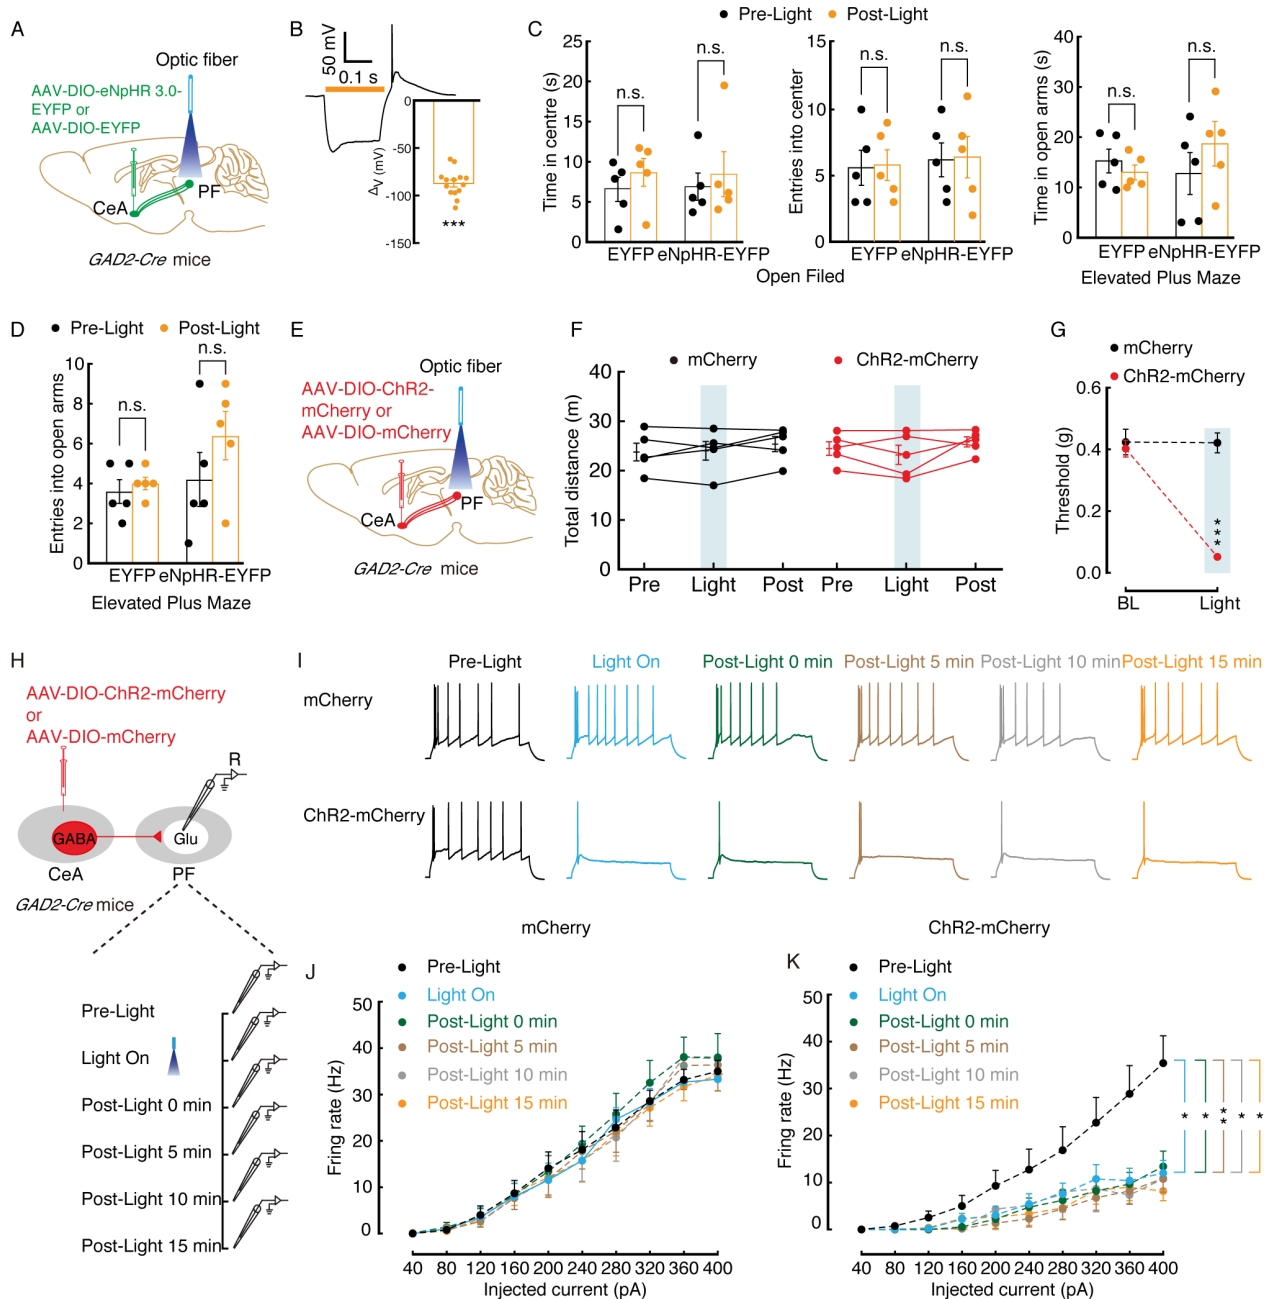 A
Optic fiber
AAV-DIO-eNpHR 3.0-
EYFP or
AAV-DIO-EYFP
CeA
PF
GAD2-Cre mice
B
50 mV
0.1 s
0
-50
-100
-150
ΔV (mV)
***
C
Pre-Light
Post-Light
25
20
15
10
5
0
Time in centre (s)
n.s.
n.s.
EYFP eNpHR-EYFP
15
10
5
0
Entries into center
n.s.
n.s.
EYFP eNpHR-EYFP
Open Filed
40
30
20
10
0
Time in open arms (s)
n.s.
n.s.
EYFP eNpHR-EYFP
Elevated Plus Maze
D
Pre-Light
Post-Light
10
8
6
4
2
0
Entries into open arms
n.s.
n.s.
EYFP eNpHR-EYFP
Elevated Plus Maze
E
Optic fiber
AAV-DIO-ChR2-
mCherry or
AAV-DIO-mCherry
CeA
PF
GAD2-Cre mice
F
mCherry
ChR2-mCherry
40
30
20
10
0
Total distance (m)
Pre Light Post Pre Light Post
G
mCherry
ChR2-mCherry
0.6
0.4
0.2
0.0
Threshold (g)
***
BL Light
H
AAV-DIO-ChR2-mCherry
or
AAV-DIO-mCherry
R
GABA
Glu
CeA
PF
GAD2-Cre mice
Pre-Light
Light On
Post-Light 0 min
Post-Light 5 min
Post-Light 10 min
Post-Light 15 min
I
Pre-Light Light On Post-Light 0 min Post-Light 5 min Post-Light 10 min Post-Light 15 min
mCherry
ChR2-mCherry
J
mCherry
Pre-Light
Light On
Post-Light 0 min
Post-Light 5 min
Post-Light 10 min
Post-Light 15 min
50
40
30
20
10
0
Firing rate (Hz)
40 80 120 160 200 240 280 320 360 400
Injected current (pA)
K
ChR2-mCherry
Pre-Light
Light On
Post-Light 0 min
Post-Light 5 min
Post-Light 10 min
Post-Light 15 min
50
40
30
20
10
0
Firing rate (Hz)
* * ** * *
40 80 120 160 200 240 280 320 360 400
Injected current (pA)